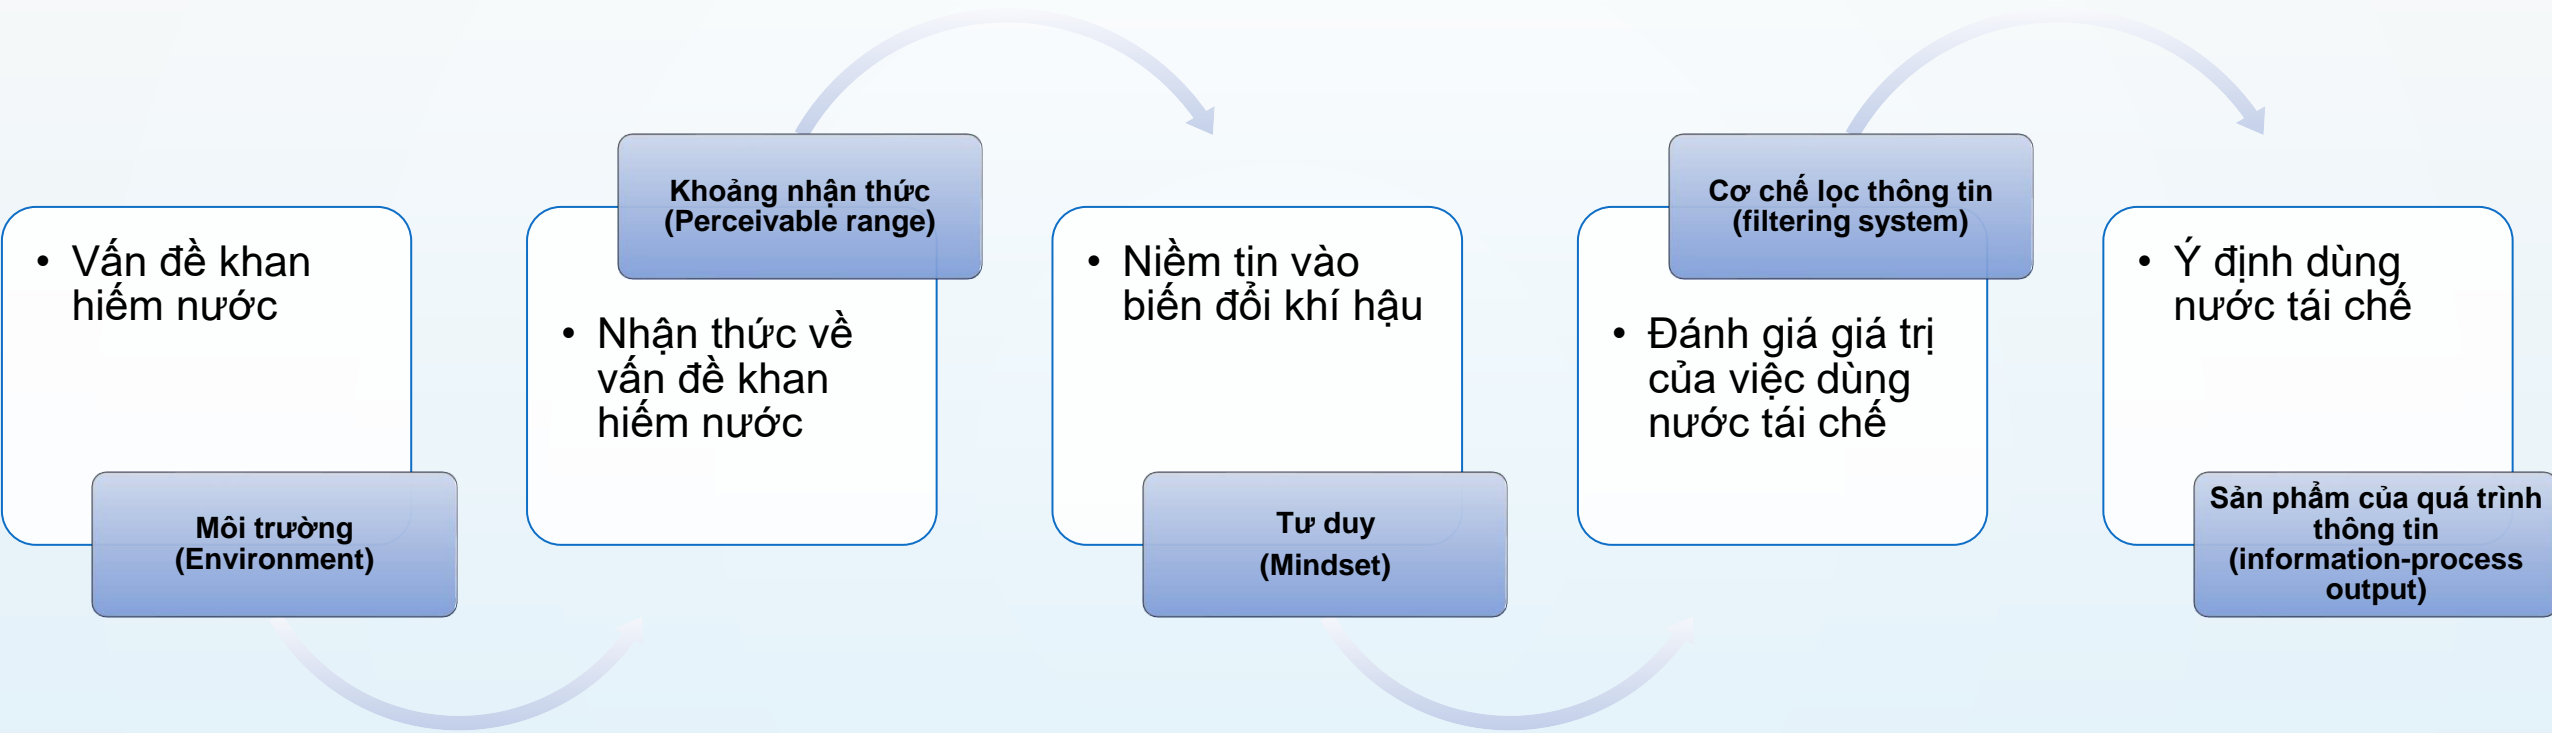 • Vấn đề khan
hiếm nước
Môi trường
(Environment)
Khoảng nhận thức
(Perceivable range)
• Nhận thức về
vấn đề khan
hiếm nước
• Niềm tin vào
biến đổi khí hậu
Tư duy
(Mindset)
Cơ chế lọc thông tin
(filtering system)
• Đánh giá giá trị
của việc dùng
nước tái chế
• Ý định dùng
nước tái chế
Sản phẩm của quá trình
thông tin
(information-process
output)